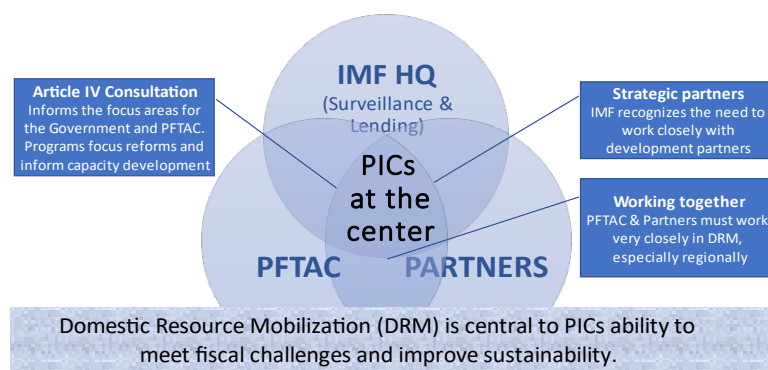 IMF HQ
(Surveillance &
Lending)
Article IV Consultation
Informs the focus areas for
the Government and PFTAC.
Programs focus reforms and
inform capacity development
Strategic partners
IMF recognizes the need to
work closely with
development partners
PICs
at the
center
Working together
PFTAC & Partners must work
very closely in DRM,
especially regionally
PFTAC
PARTNERS
Domestic Resource Mobilization (DRM) is central to PICs ability to
meet fiscal challenges and improve sustainability.